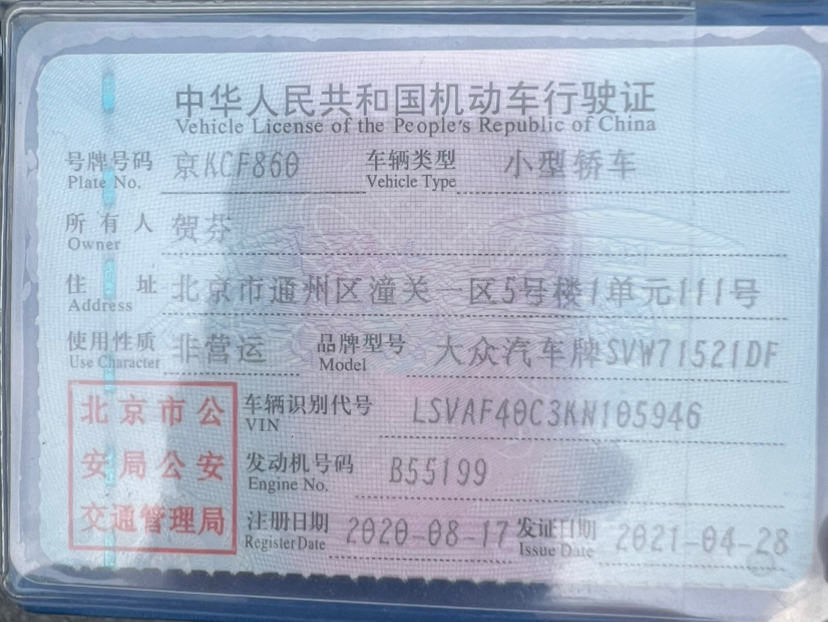 中华人民共和国机动车行驶证
Vehicle License of the People's Republic of China
号牌号码 京KCF860 车辆类型 小型轿车
Plate No. Vehicle Type
所有人 贺芬
Owner
住址 北京市通州区潼关一区5号楼1单元111号
Address
使用性质 非营运 品牌型号 大众汽车牌SVW71521DF
Use Character Model
北京市公安局公安交通管理局
车辆识别代号 LSVAF40C3KN105946
VIN
发动机号码 B55199
Engine No.
注册日期 2020-08-17 发证日期 2021-04-28
Register Date Issue Date